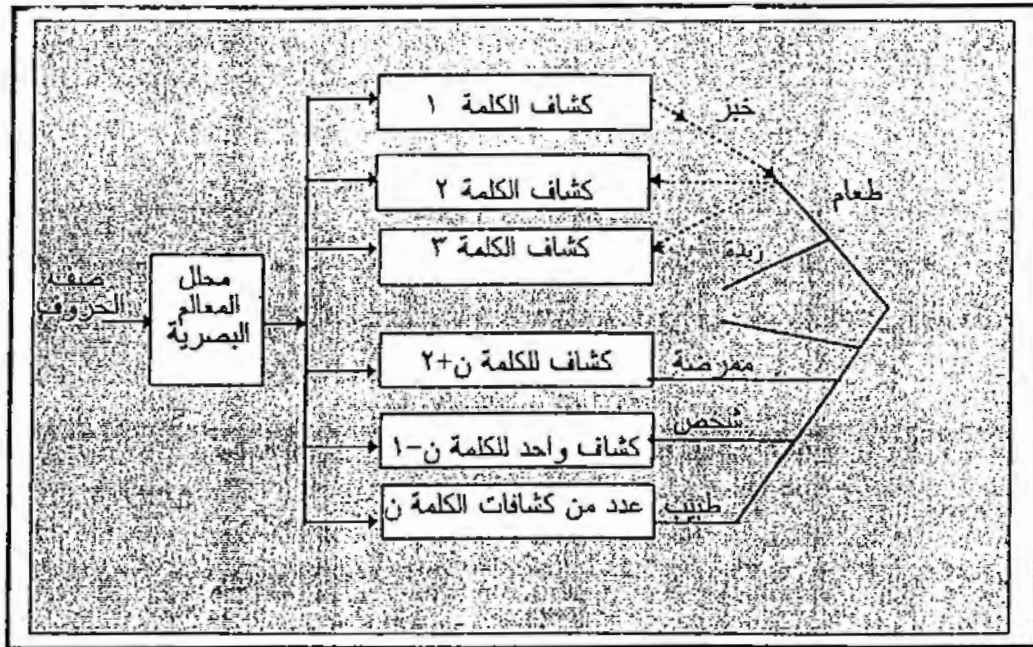 كشاف الكلمة ١
خبز
كشاف الكلمة ٢
طعام
كشاف الكلمة ٣
زبدة
صفته
الحروف
محلل
المعالم
البصرية
كشاف للكلمة ن+٢
ممرضة
كشاف واحد للكلمة ن-١
شخص
عدد من كشافات الكلمة ن
طبيب